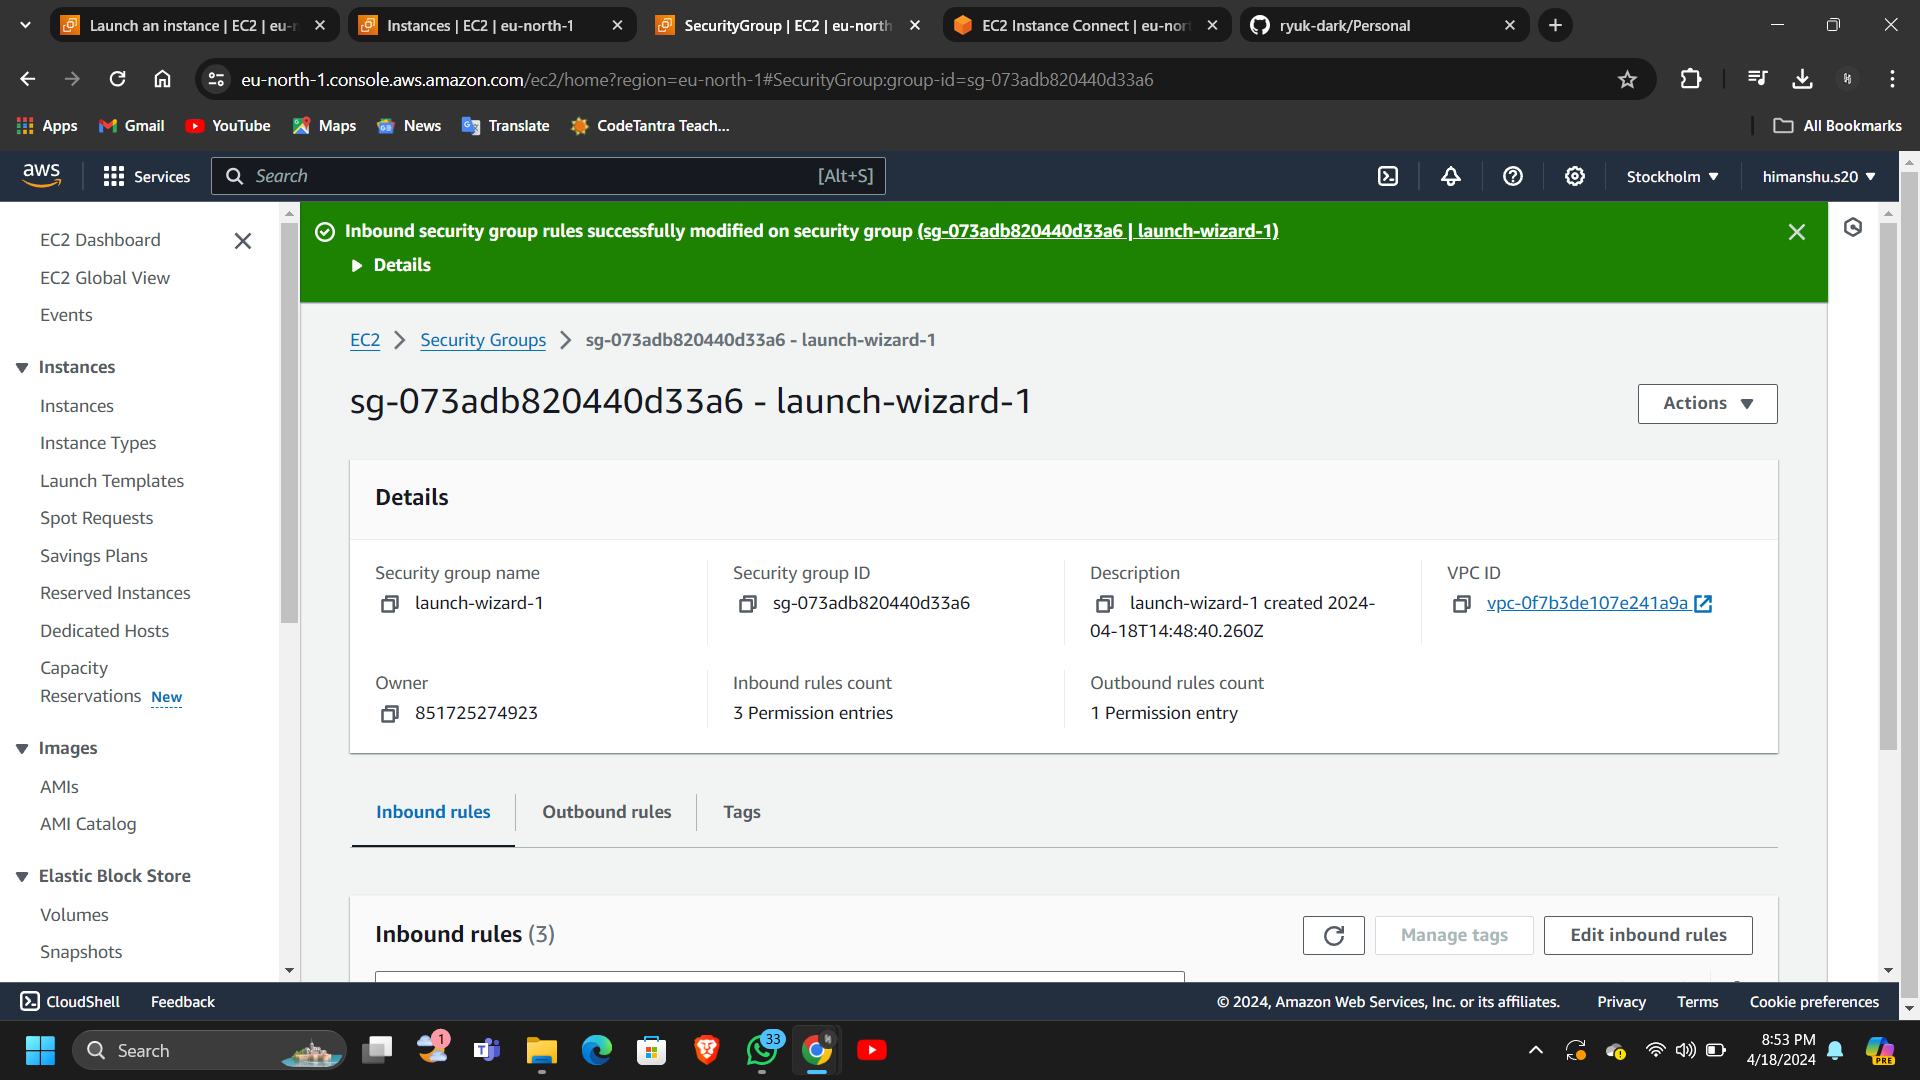 Launch an instance | EC2 | eu-n
Instances | EC2 | eu-north-1
SecurityGroup | EC2 | eu-north
EC2 Instance Connect | eu-nor
ryuk-dark/Personal
eu-north-1.console.aws.amazon.com/ec2/home?region=eu-north-1#SecurityGroup:group-id=sg-073adb820440d33a6
Apps
Gmail
YouTube
Maps
News
Translate
CodeTantra Teach...
All Bookmarks
aws
Services
Search
[Alt+S]
Stockholm
himanshu.s20
EC2 Dashboard
EC2 Global View
Events
Instances
Instances
Instance Types
Launch Templates
Spot Requests
Savings Plans
Reserved Instances
Dedicated Hosts
Capacity
Reservations New
Images
AMIs
AMI Catalog
Elastic Block Store
Volumes
Snapshots
Inbound security group rules successfully modified on security group (sg-073adb820440d33a6 | launch-wizard-1)
Details
EC2
Security Groups
sg-073adb820440d33a6 - launch-wizard-1
sg-073adb820440d33a6 - launch-wizard-1
Actions
Details
Security group name
launch-wizard-1
Security group ID
sg-073adb820440d33a6
Description
launch-wizard-1 created 2024-
04-18T14:48:40.260Z
VPC ID
vpc-0f7b3de107e241a9a
Owner
851725274923
Inbound rules count
3 Permission entries
Outbound rules count
1 Permission entry
Inbound rules
Outbound rules
Tags
Inbound rules (3)
Manage tags
Edit inbound rules
CloudShell
Feedback
© 2024, Amazon Web Services, Inc. or its affiliates.
Privacy
Terms
Cookie preferences
Search
1
33
8:53 PM
4/18/2024
PRE